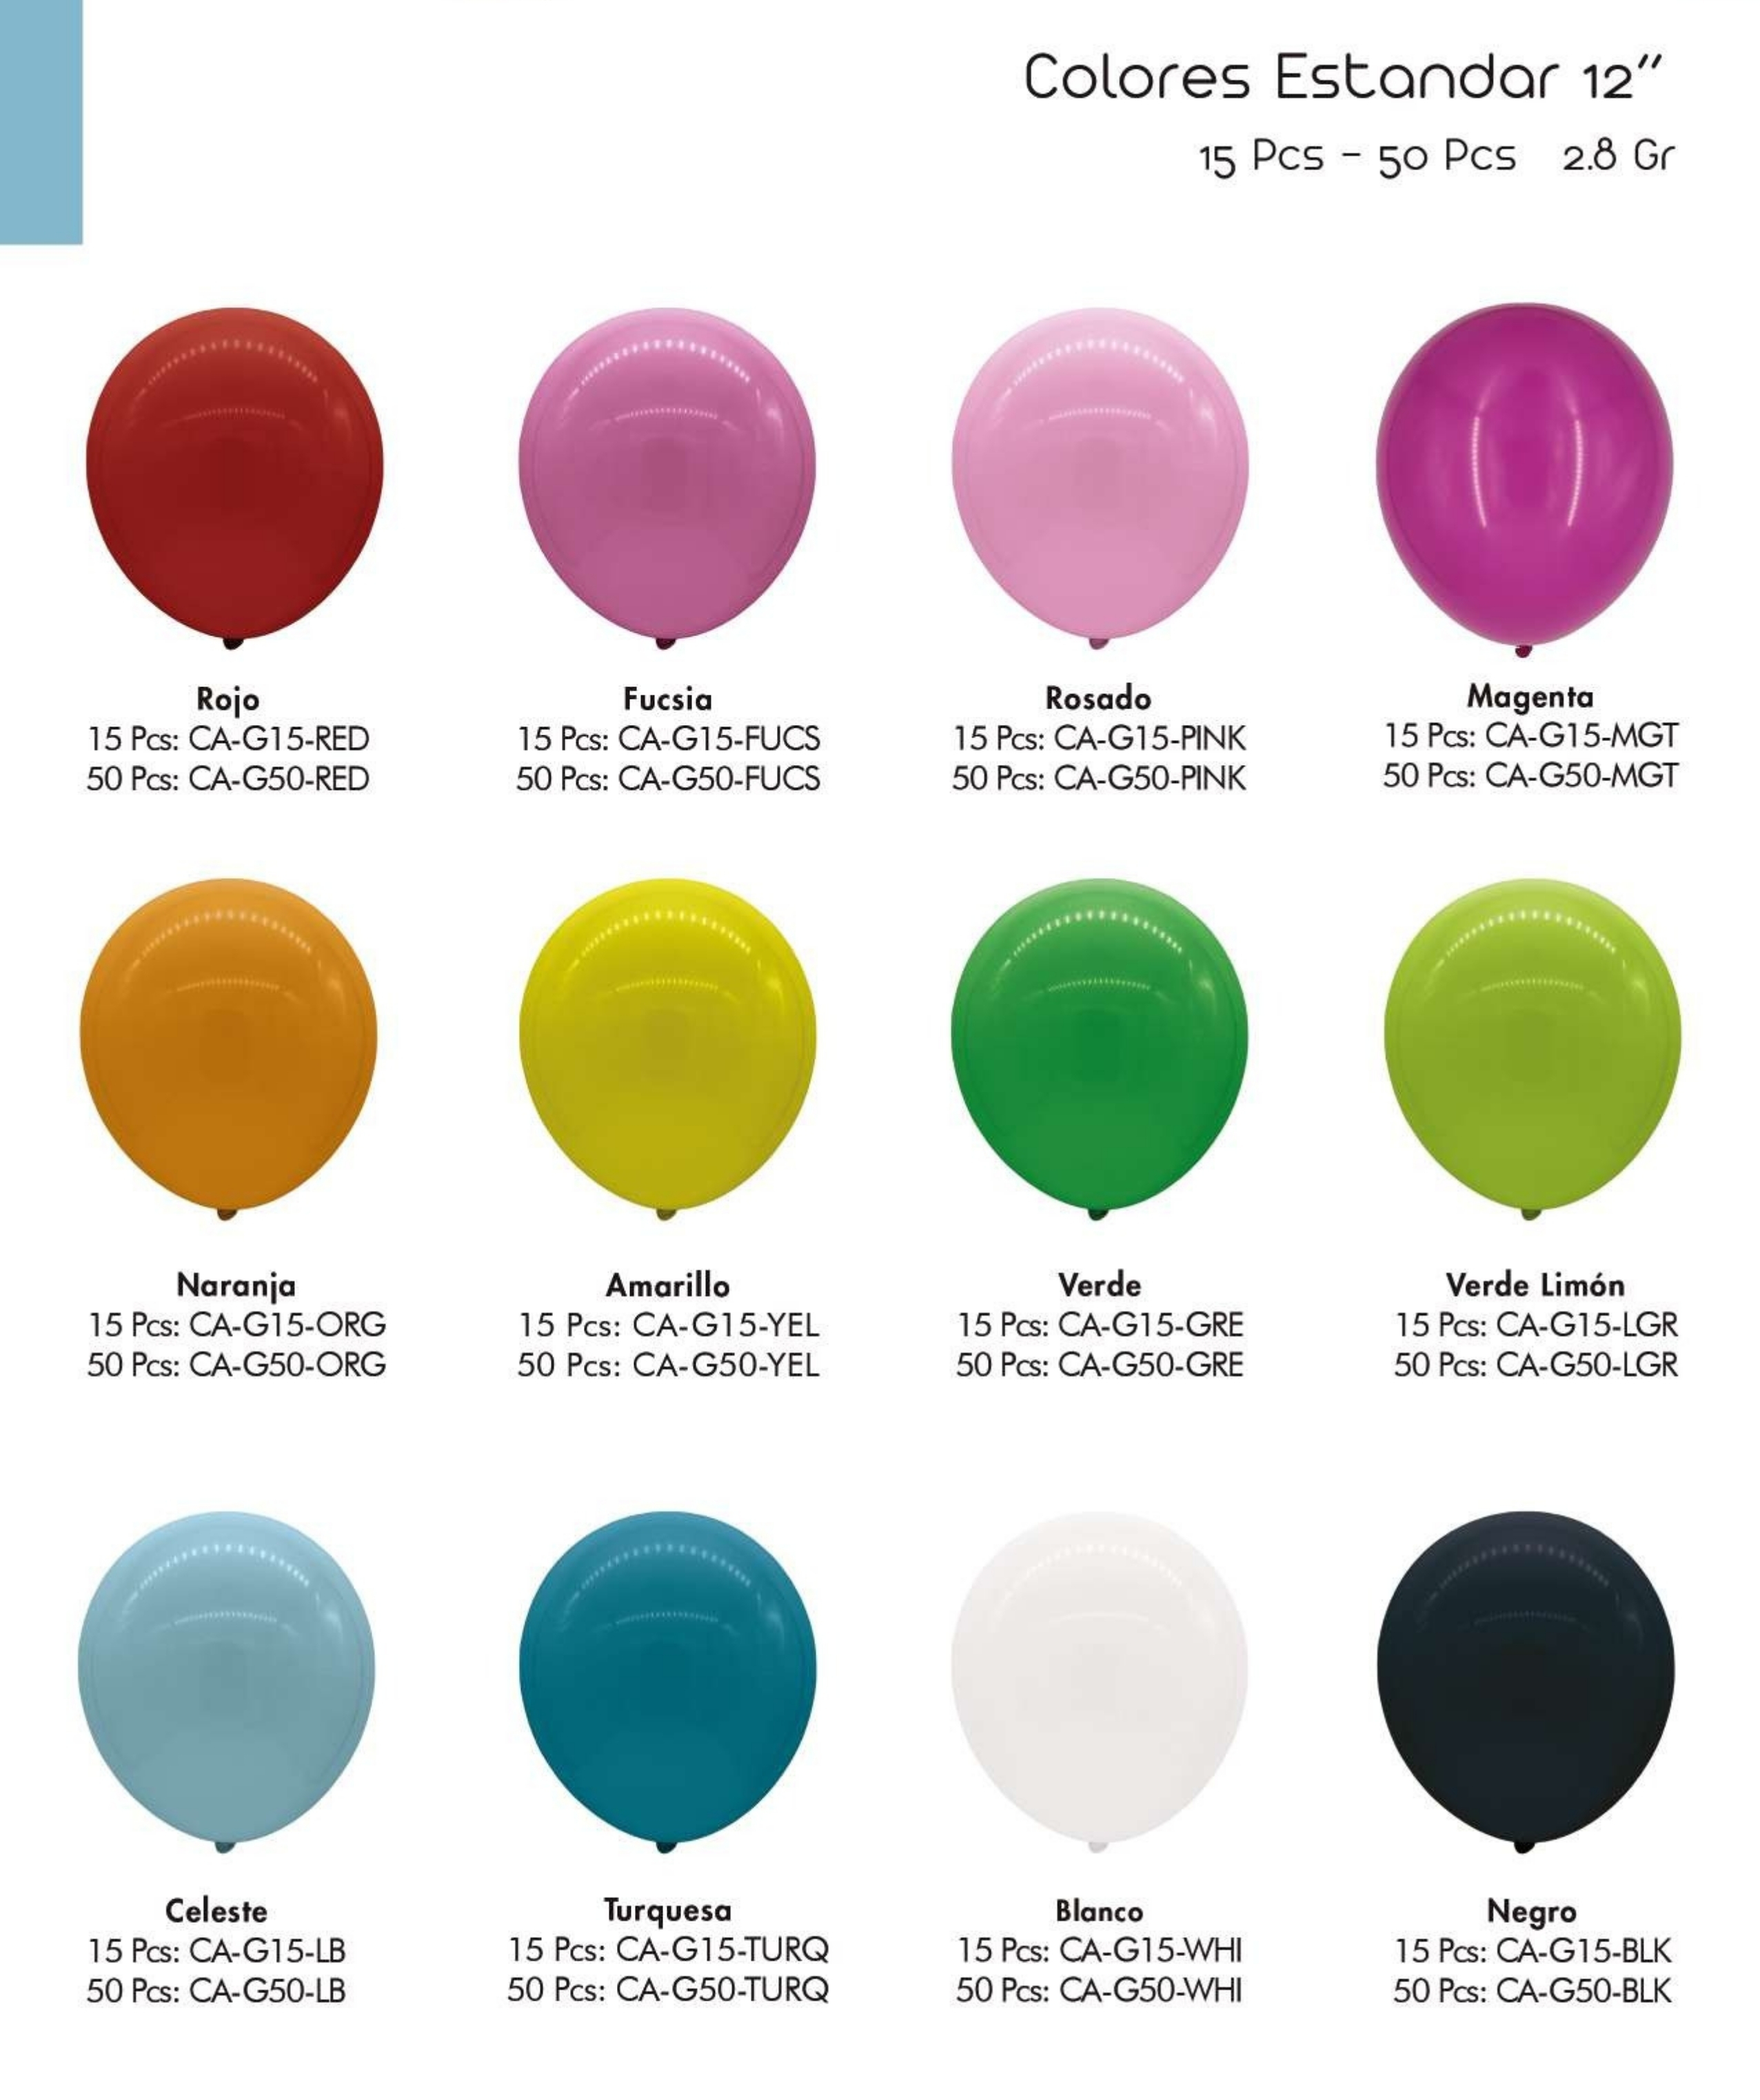 Colores Estandar 12"
15 Pcs - 50 Pcs 2.8 Gr
Rojo
15 Pcs: CA-G15-RED
50 Pcs: CA-G50-RED
Fucsia
15 Pcs: CA-G15-FUCS
50 Pcs: CA-G50-FUCS
Rosado
15 Pcs: CA-G15-PINK
50 Pcs: CA-G50-PINK
Magenta
15 Pcs: CA-G15-MGT
50 Pcs: CA-G50-MGT
Naranja
15 Pcs: CA-G15-ORG
50 Pcs: CA-G50-ORG
Amarillo
15 Pcs: CA-G15-YEL
50 Pcs: CA-G50-YEL
Verde
15 Pcs: CA-G15-GRE
50 Pcs: CA-G50-GRE
Verde Limón
15 Pcs: CA-G15-LGR
50 Pcs: CA-G50-LGR
Celeste
15 Pcs: CA-G15-LB
50 Pcs: CA-G50-LB
Turquesa
15 Pcs: CA-G15-TURQ
50 Pcs: CA-G50-TURQ
Blanco
15 Pcs: CA-G15-WHI
50 Pcs: CA-G50-WHI
Negro
15 Pcs: CA-G15-BLK
50 Pcs: CA-G50-BLK